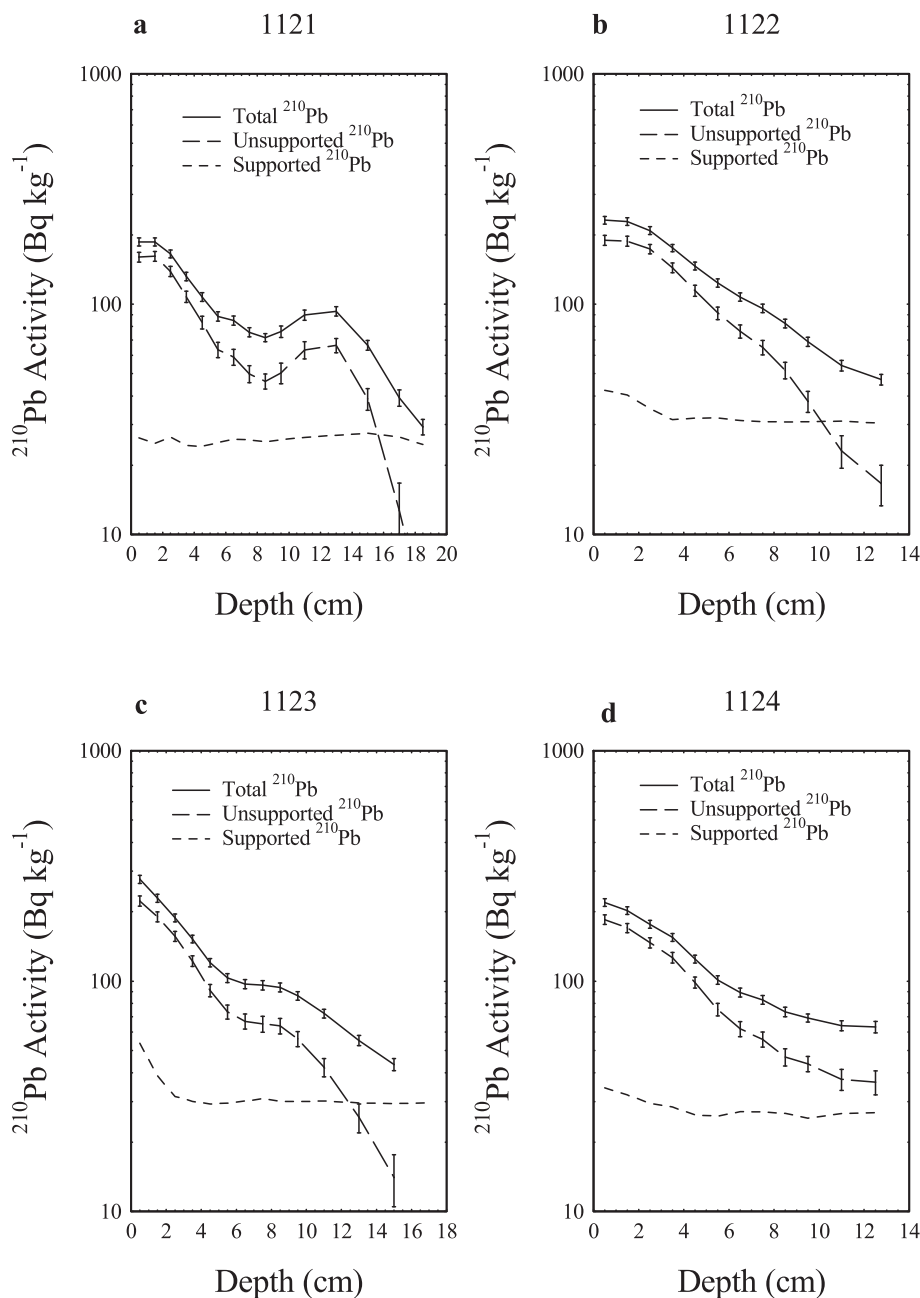 a 1121
1000
100
10
²¹⁰Pb Activity (Bq kg⁻¹)
Total ²¹⁰Pb
Unsupported ²¹⁰Pb
Supported ²¹⁰Pb
0 2 4 6 8 10 12 14 16 18 20
Depth (cm)
b 1122
1000
100
10
²¹⁰Pb Activity (Bq kg⁻¹)
Total ²¹⁰Pb
Unsupported ²¹⁰Pb
Supported ²¹⁰Pb
0 2 4 6 8 10 12 14
Depth (cm)
c 1123
1000
100
10
²¹⁰Pb Activity (Bq kg⁻¹)
Total ²¹⁰Pb
Unsupported ²¹⁰Pb
Supported ²¹⁰Pb
0 2 4 6 8 10 12 14 16 18
Depth (cm)
d 1124
1000
100
10
²¹⁰Pb Activity (Bq kg⁻¹)
Total ²¹⁰Pb
Unsupported ²¹⁰Pb
Supported ²¹⁰Pb
0 2 4 6 8 10 12 14
Depth (cm)